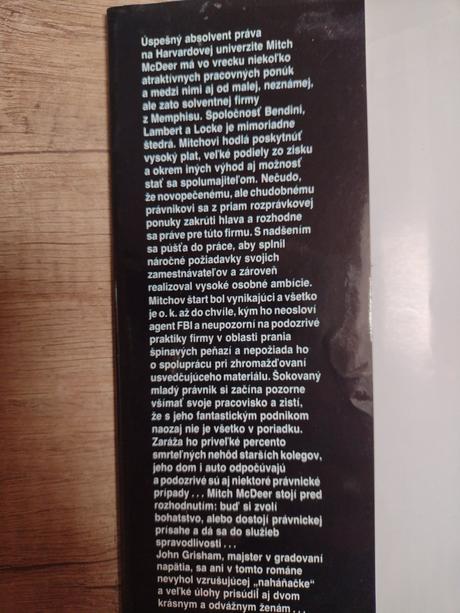 Úspešný absolvent práva
na Harvardovej univerzite Mitch
McDeer má vo vrecku niekoľko
atraktívnych pracovných ponúk
a medzi nimi aj od malej, neznámej,
ale zato solventnej firmy
z Memphisu. Spoločnosť Bendini,
Lambert a Locke je mimoriadne
štedrá. Mitchovi hodlá poskytnúť
vysoký plat, veľké podiely zo zisku
a okrem iných výhod aj možnosť
stať sa spolumajiteľom. Nečudo,
že novopečenému, ale chudobnému
právnikovi sa z priam rozprávkovej
ponuky zakrúti hlava a rozhodne
sa práve pre túto firmu. S nadšením
sa púšťa do práce, aby splnil
náročné požiadavky svojich
zamestnávateľov a zároveň
realizoval vysoké osobné ambície.
Mitchov štart bol vynikajúci a všetko
je o. k. až do chvíle, kým ho neosloví
agent FBI a neupozorní na podozrivé
praktiky firmy v oblasti prania
špinavých peňazí a nepožiada ho
o spoluprácu pri zhromažďovaní
usvedčujúceho materiálu. Šokovaný
mladý právnik si začína pozorne
všímať svoje pracovisko a zistí,
že s jeho fantastickým podnikom
naozaj nie je všetko v poriadku.
Zaráža ho priveľké percento
smrteľných nehôd starších kolegov,
jeho dom i auto odpočúvajú
a podozrivé sú aj niektoré právnické
prípady . . . Mitch McDeer stojí pred
rozhodnutím: buď si zvolí
bohatstvo, alebo dostojí právnickej
prísahe a dá sa do služieb
spravodlivosti . . .
John Grisham, majster v gradovaní
napätia, sa ani v tomto románe
nevyhol vzrušujúcej „naháňačke“
a veľké úlohy prisúdil aj dvom
krásnym a odvážnym ženám . . .